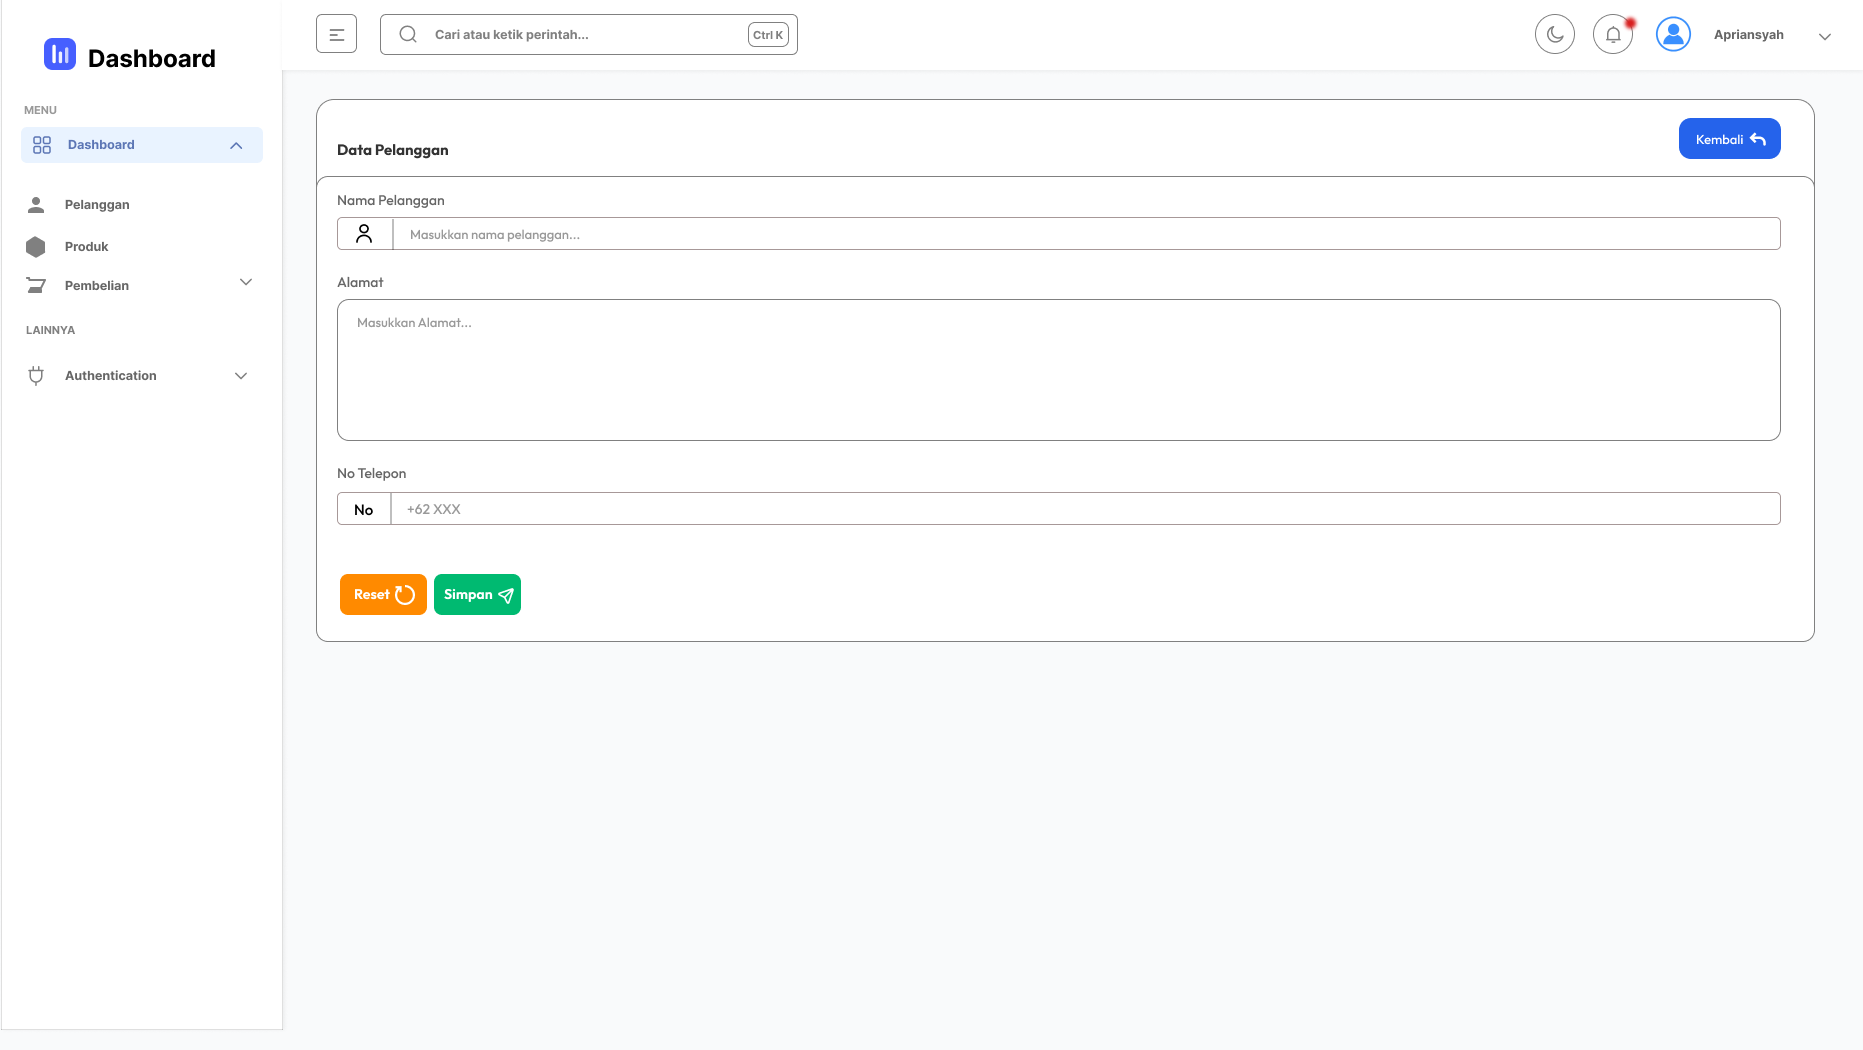 Dashboard
MENU
Dashboard
Pelanggan
Produk
Pembelian
LAINNYA
Authentication
Cari atau ketik perintah...
Ctrl K
Apriansyah
Data Pelanggan
Kembali
Nama Pelanggan
Masukkan nama pelanggan...
Alamat
Masukkan Alamat...
No Telepon
No
+62 XXX
Reset
Simpan